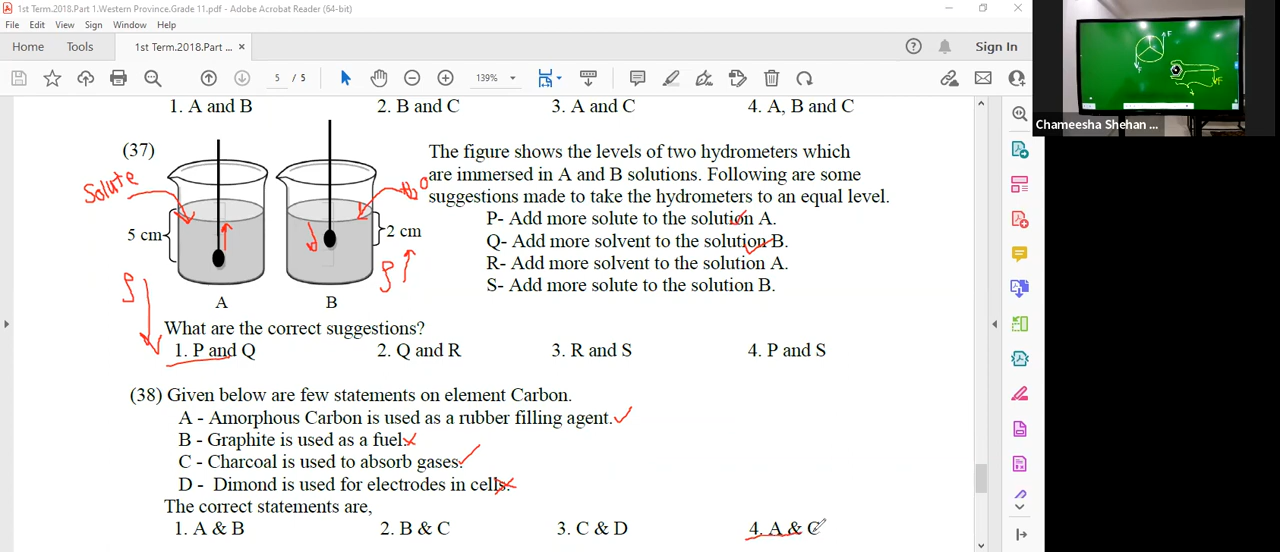 1st Term.2018.Part 1.Western Province.Grade 11.pdf - Adobe Acrobat Reader (64-bit)
File Edit View Sign Window Help
Home Tools 1st Term.2018.Part ... × Sign In
5 / 5 139%
1. A and B 2. B and C 3. A and C 4. A, B and C
(37)
The figure shows the levels of two hydrometers which
are immersed in A and B solutions. Following are some
suggestions made to take the hydrometers to an equal level.
P- Add more solute to the solution A.
Q- Add more solvent to the solution B.
R- Add more solvent to the solution A.
S- Add more solute to the solution B.
Solute
H₂O
5 cm
2 cm
ρ
ρ
A B
What are the correct suggestions?
1. P and Q 2. Q and R 3. R and S 4. P and S
(38) Given below are few statements on element Carbon.
A - Amorphous Carbon is used as a rubber filling agent.
B - Graphite is used as a fuel.
C - Charcoal is used to absorb gases.
D - Dimond is used for electrodes in cells.
The correct statements are,
1. A & B 2. B & C 3. C & D 4. A & C
F
F
F
Chameesha Shehan ...